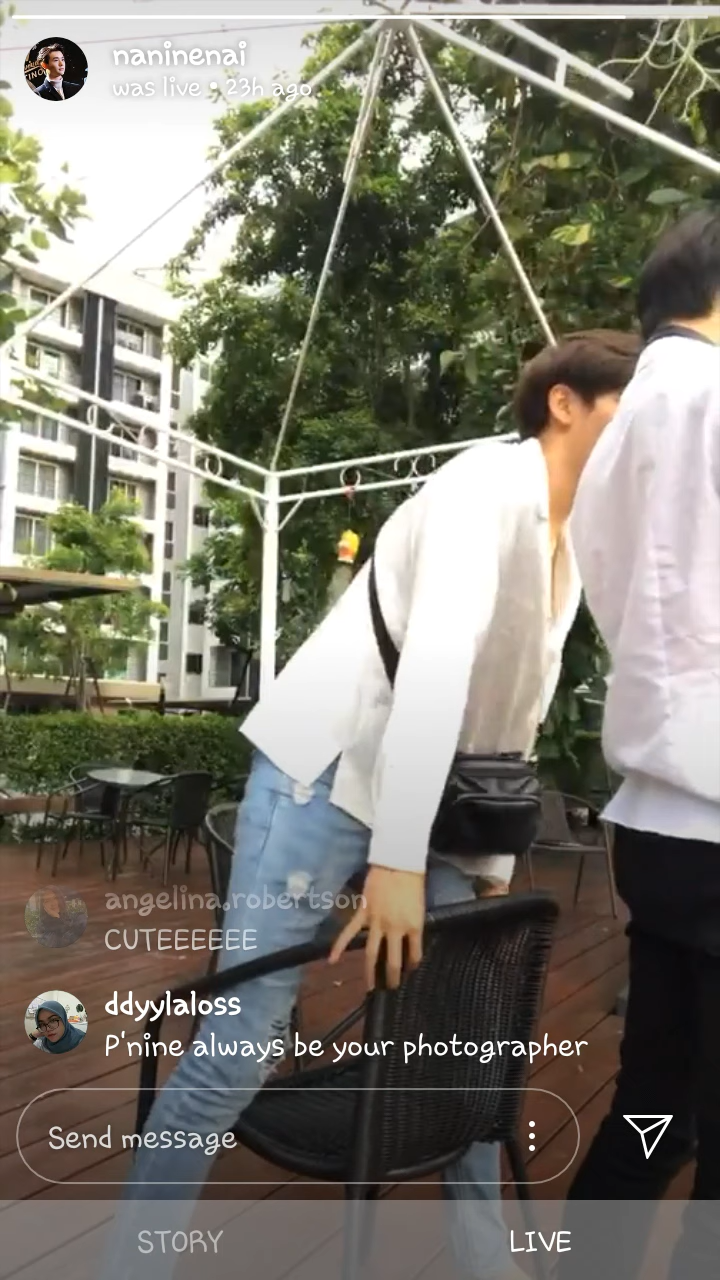 naninenai
was live • 23h ago
angelina.robertson
CUTEEEEEE
ddyylaloss
P'nine always be your photographer
Send message
STORY
LIVE